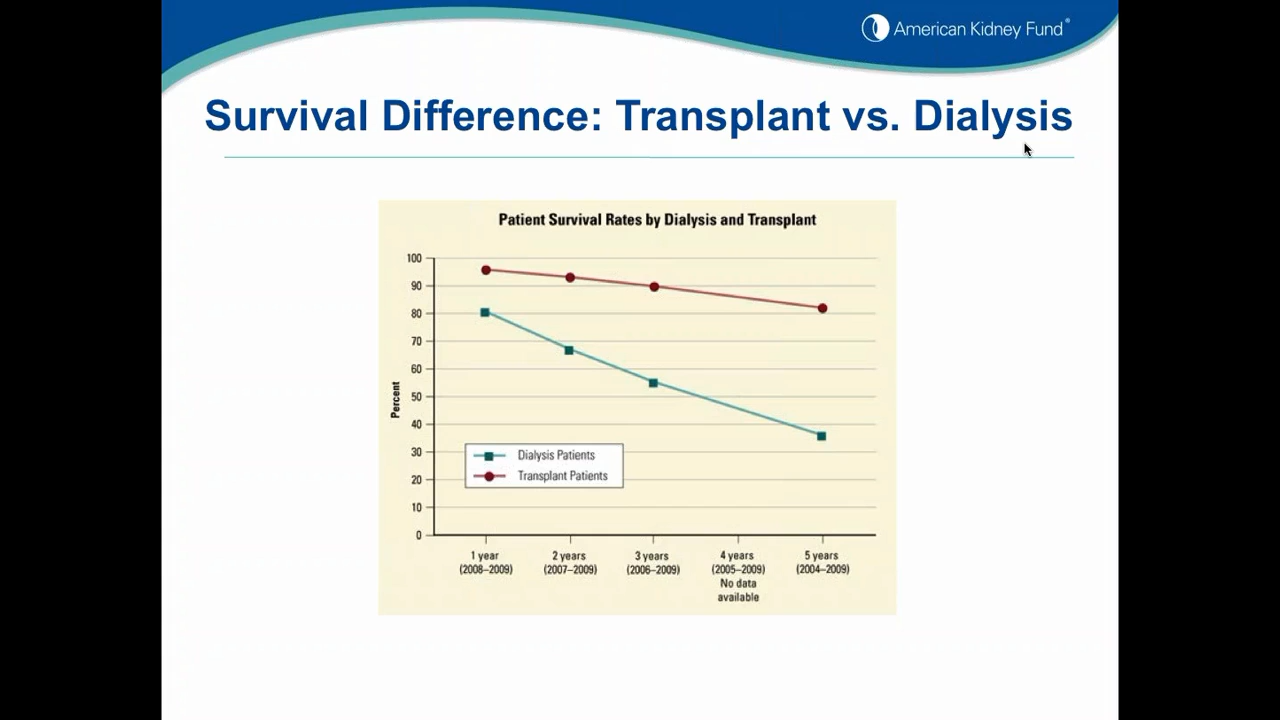 American Kidney Fund®
Survival Difference: Transplant vs. Dialysis
Patient Survival Rates by Dialysis and Transplant
100
90
80
70
60
50
40
30
20
10
0
Percent
Dialysis Patients
Transplant Patients
1 year
(2008–2009)
2 years
(2007–2009)
3 years
(2006–2009)
4 years
(2005–2009)
No data
available
5 years
(2004–2009)